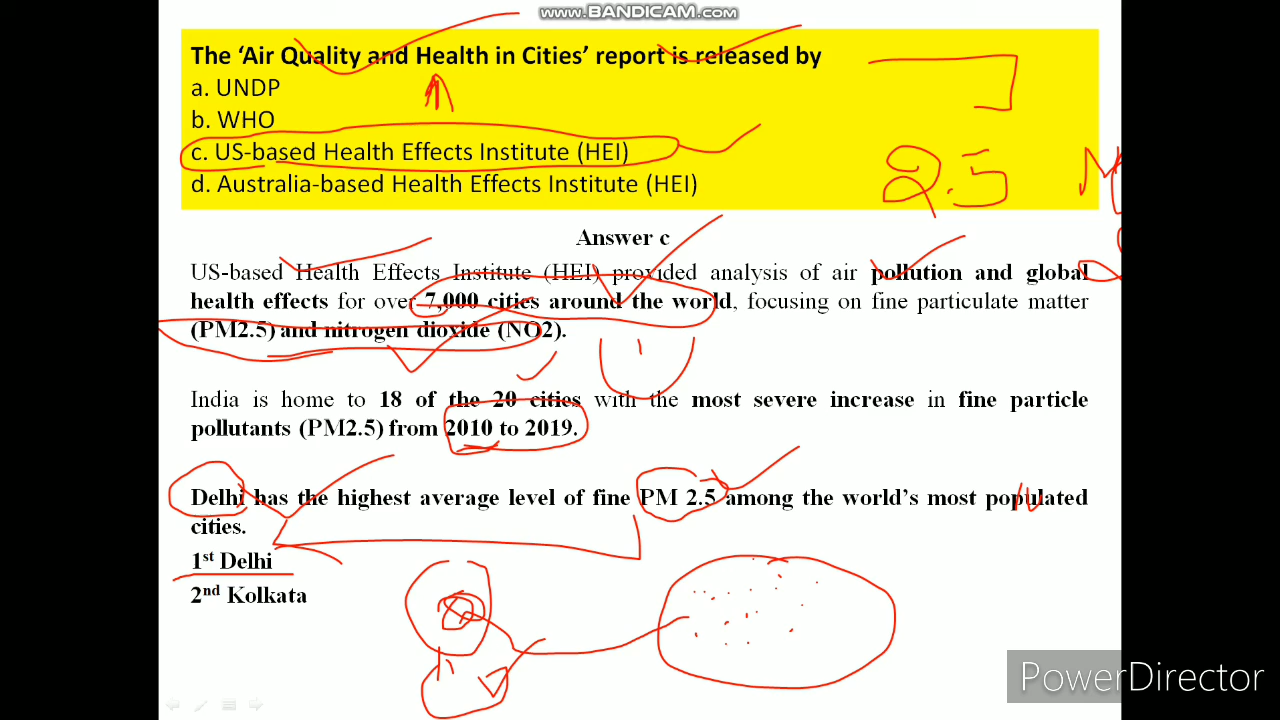 www.BANDICAM.com
The ‘Air Quality and Health in Cities’ report is released by
a. UNDP
b. WHO
c. US-based Health Effects Institute (HEI)
d. Australia-based Health Effects Institute (HEI)
2.5
Answer c
US-based Health Effects Institute (HEI) provided analysis of air pollution and global
health effects for over 7,000 cities around the world, focusing on fine particulate matter
(PM2.5) and nitrogen dioxide (NO2).
India is home to 18 of the 20 cities with the most severe increase in fine particle
pollutants (PM2.5) from 2010 to 2019.
Delhi has the highest average level of fine PM 2.5 among the world’s most populated
cities.
1st Delhi
2nd Kolkata
PowerDirector